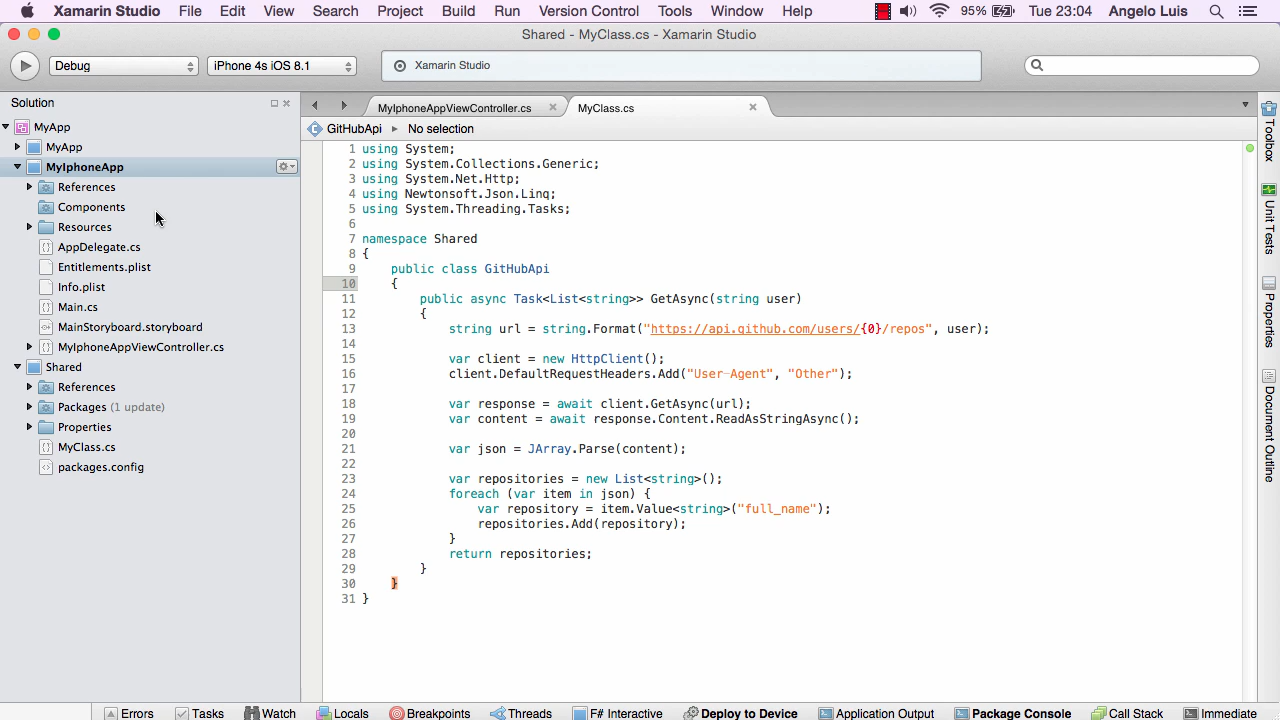 Xamarin Studio File Edit View Search Project Build Run Version Control Tools Window Help 95% Tue 23:04 Angelo Luis
Shared - MyClass.cs - Xamarin Studio
Debug iPhone 4s iOS 8.1 Xamarin Studio
Solution
MyApp
MyApp
MyIphoneApp
References
Components
Resources
AppDelegate.cs
Entitlements.plist
Info.plist
Main.cs
MainStoryboard.storyboard
MyIphoneAppViewController.cs
Shared
References
Packages (1 update)
Properties
MyClass.cs
packages.config
MyIphoneAppViewController.cs MyClass.cs
GitHubApi No selection
1 using System;
2 using System.Collections.Generic;
3 using System.Net.Http;
4 using Newtonsoft.Json.Linq;
5 using System.Threading.Tasks;
6
7 namespace Shared
8 {
9 public class GitHubApi
10 {
11 public async Task<List<string>> GetAsync(string user)
12 {
13 string url = string.Format("https://api.github.com/users/{0}/repos", user);
14
15 var client = new HttpClient();
16 client.DefaultRequestHeaders.Add("User-Agent", "Other");
17
18 var response = await client.GetAsync(url);
19 var content = await response.Content.ReadAsStringAsync();
20
21 var json = JArray.Parse(content);
22
23 var repositories = new List<string>();
24 foreach (var item in json) {
25 var repository = item.Value<string>("full_name");
26 repositories.Add(repository);
27 }
28 return repositories;
29 }
30 }
31 }
Toolbox
Unit Tests
Properties
Document Outline
Errors Tasks Watch Locals Breakpoints Threads F# Interactive Deploy to Device Application Output Package Console Call Stack Immediate